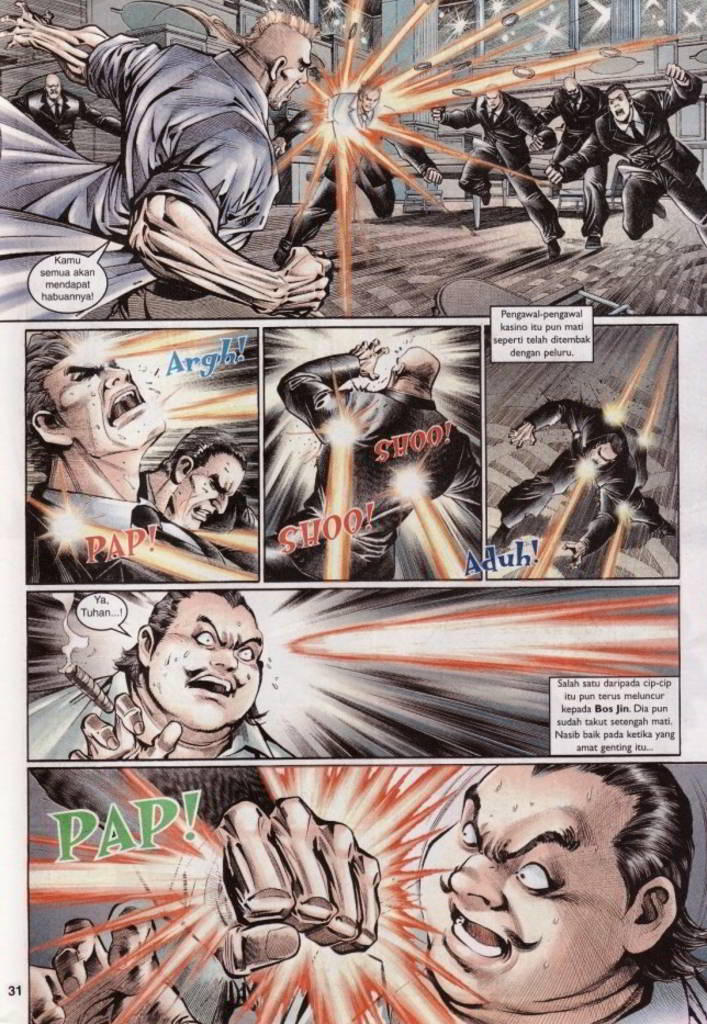 Kamu
semua akan
mendapat
habuannya!
Pengawal-pengawal
kasino itu pun mati
seperti telah ditembak
dengan peluru.
Argh!
PAP!
SHOO!
SHOO!
Aduh!
Ya,
Tuhan...!
Salah satu daripada cip-cip
itu pun terus meluncur
kepada Bos Jin. Dia pun
sudah takut setengah mati.
Nasib baik pada ketika yang
amat genting itu...
PAP!
31